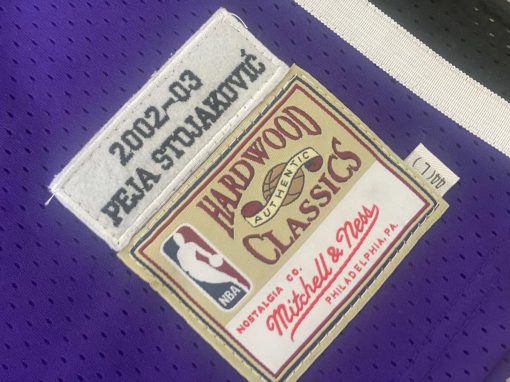 2002-03
PEJA STOJAKOVIĆ
HARDWOOD
AUTHENTIC
CLASSICS
NBA
NOSTALGIA CO.
Mitchell & Ness
PHILADELPHIA, PA.